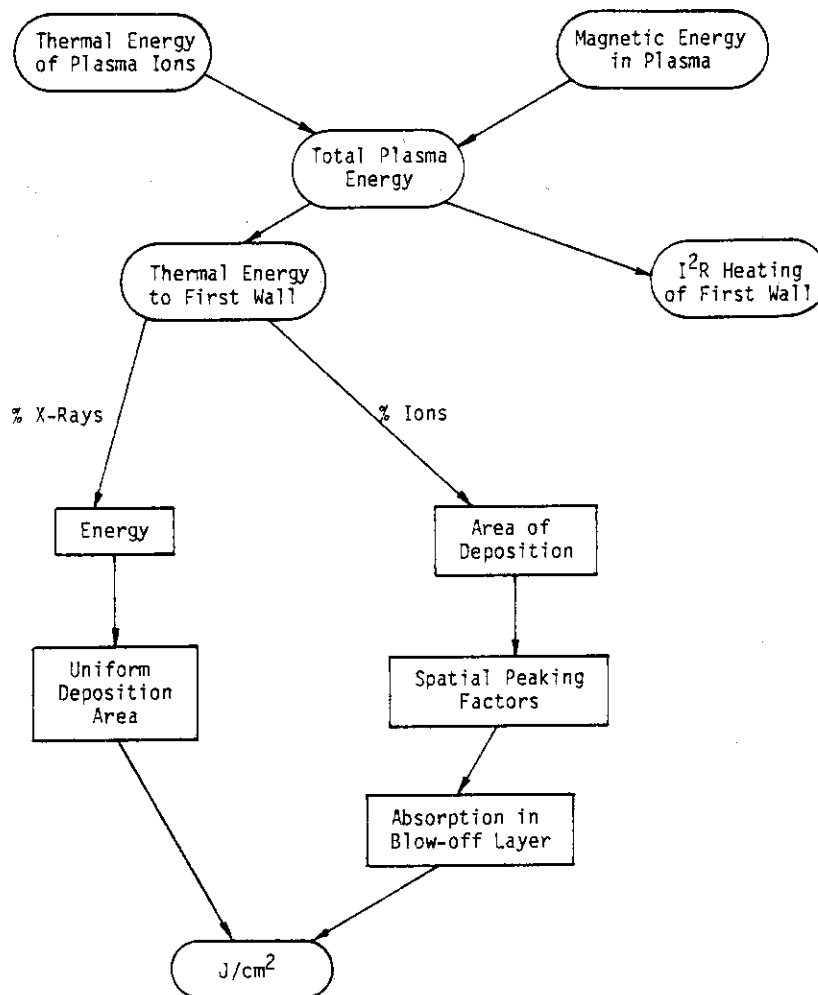 Thermal Energy
of Plasma Ions
Magnetic Energy
in Plasma
Total Plasma
Energy
Thermal Energy
to First Wall
I²R Heating
of First Wall
% X-Rays
% Ions
Energy
Area of
Deposition
Uniform
Deposition
Area
Spatial Peaking
Factors
Absorption in
Blow-off Layer
J/cm²